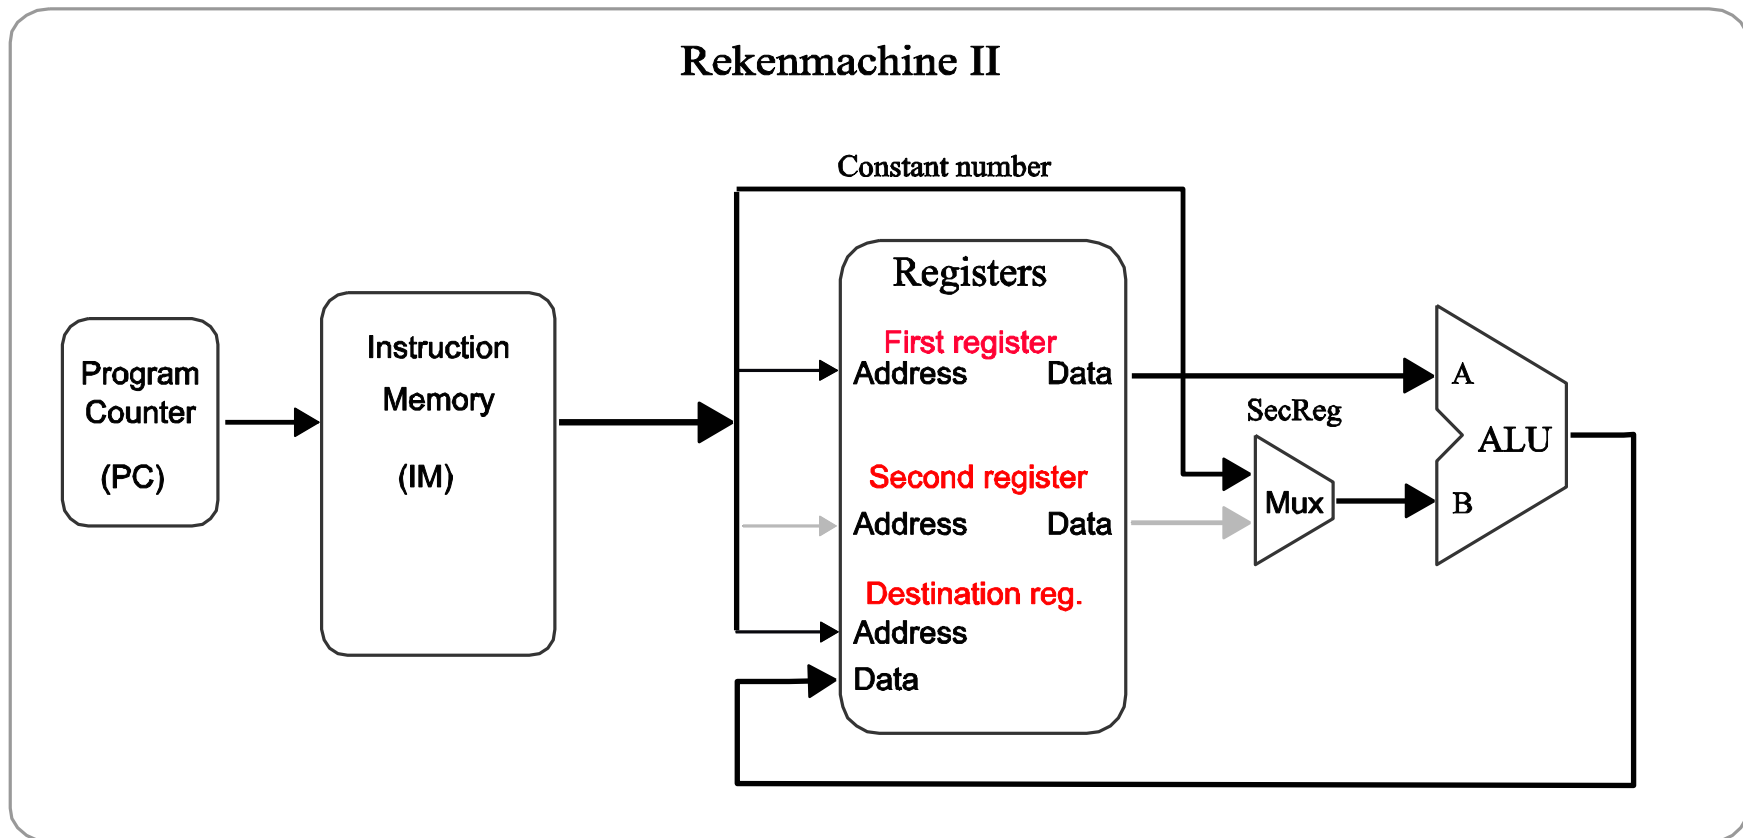 Rekenmachine II
Constant number
Registers
Program
Counter
(PC)
Instruction
Memory
(IM)
First register
Address Data
Second register
Address Data
Destination reg.
Address
Data
SecReg
Mux
A
ALU
B